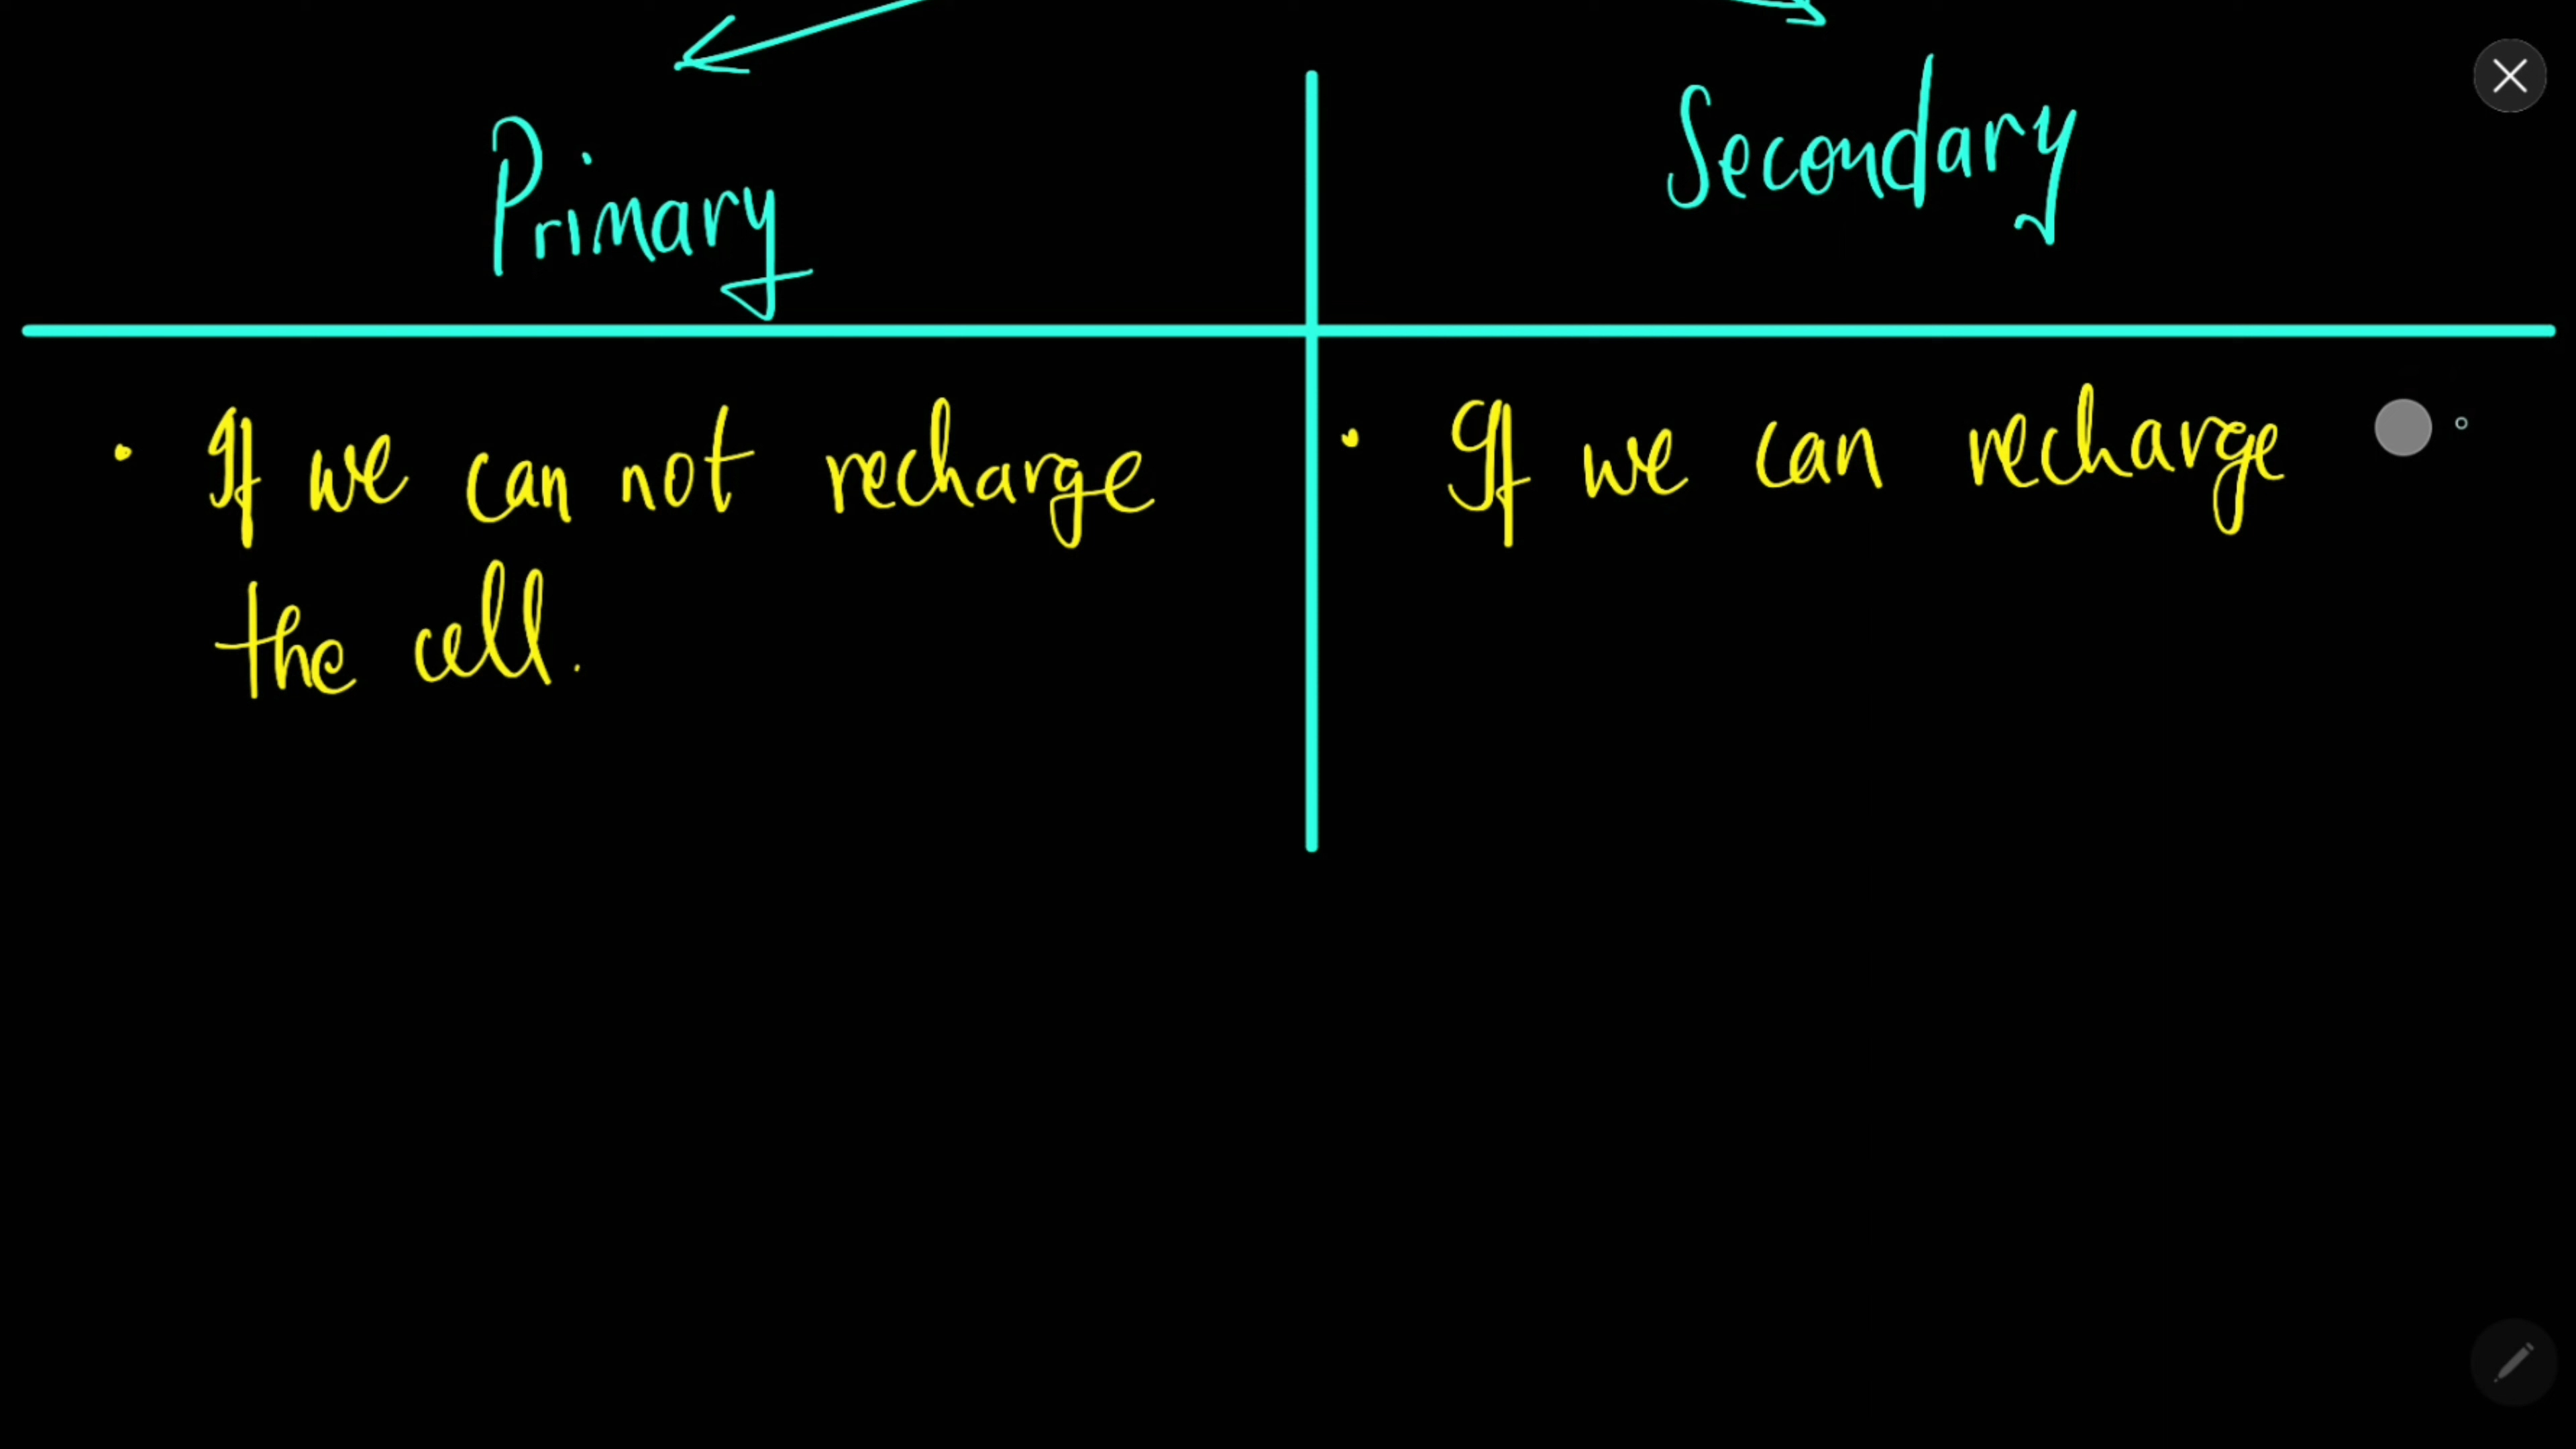 Primary
Secondary
• If we can not recharge
the cell.
• If we can recharge